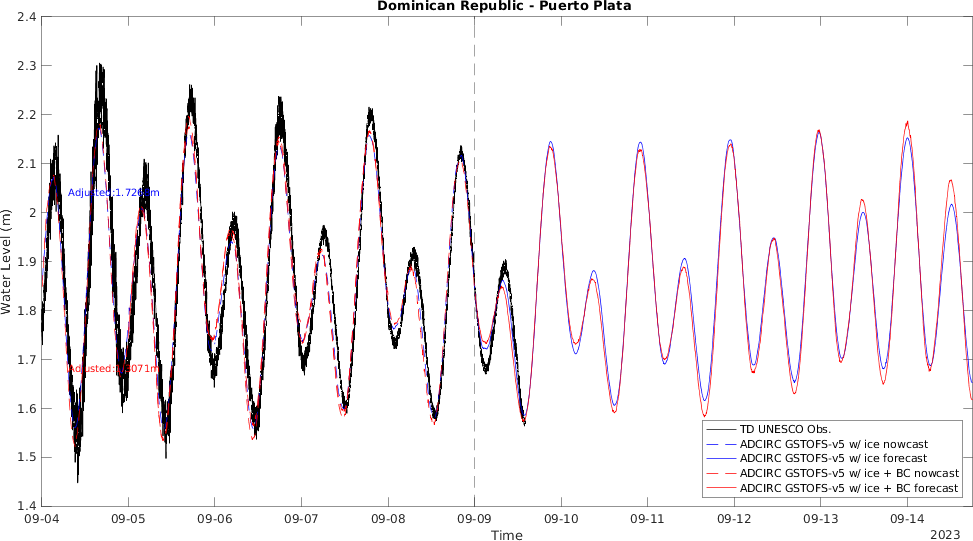 Dominican Republic - Puerto Plata
Water Level (m)
2.4
2.3
2.2
2.1
2
1.9
1.8
1.7
1.6
1.5
1.4
TD UNESCO Obs.
ADCIRC GSTOFS-v5 w/ ice nowcast
ADCIRC GSTOFS-v5 w/ ice forecast
ADCIRC GSTOFS-v5 w/ ice + BC nowcast
ADCIRC GSTOFS-v5 w/ ice + BC forecast
09-04 09-05 09-06 09-07 09-08 09-09 09-10 09-11 09-12 09-13 09-14
Time
2023